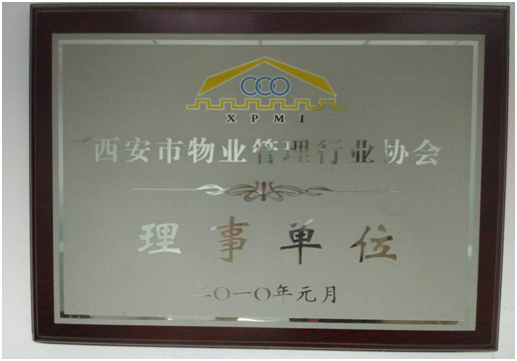 XPMI
西安市物业管理行业协会
理事单位
二〇一〇年元月